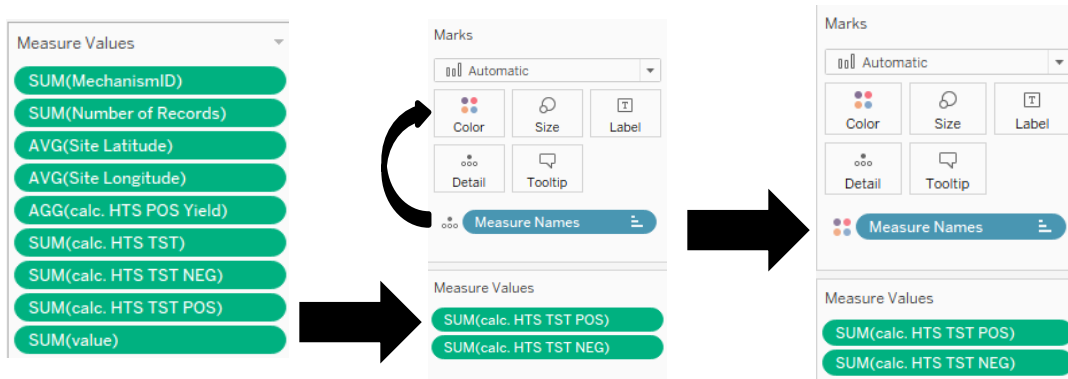 Measure Values
SUM(MechanismID)
SUM(Number of Records)
AVG(Site Latitude)
AVG(Site Longitude)
AGG(calc. HTS POS Yield)
SUM(calc. HTS TST)
SUM(calc. HTS TST NEG)
SUM(calc. HTS TST POS)
SUM(value)
Marks
Automatic
Color Size Label
Detail Tooltip
Measure Names
Measure Values
SUM(calc. HTS TST POS)
SUM(calc. HTS TST NEG)
Marks
Automatic
Color Size Label
Detail Tooltip
Measure Names
Measure Values
SUM(calc. HTS TST POS)
SUM(calc. HTS TST NEG)